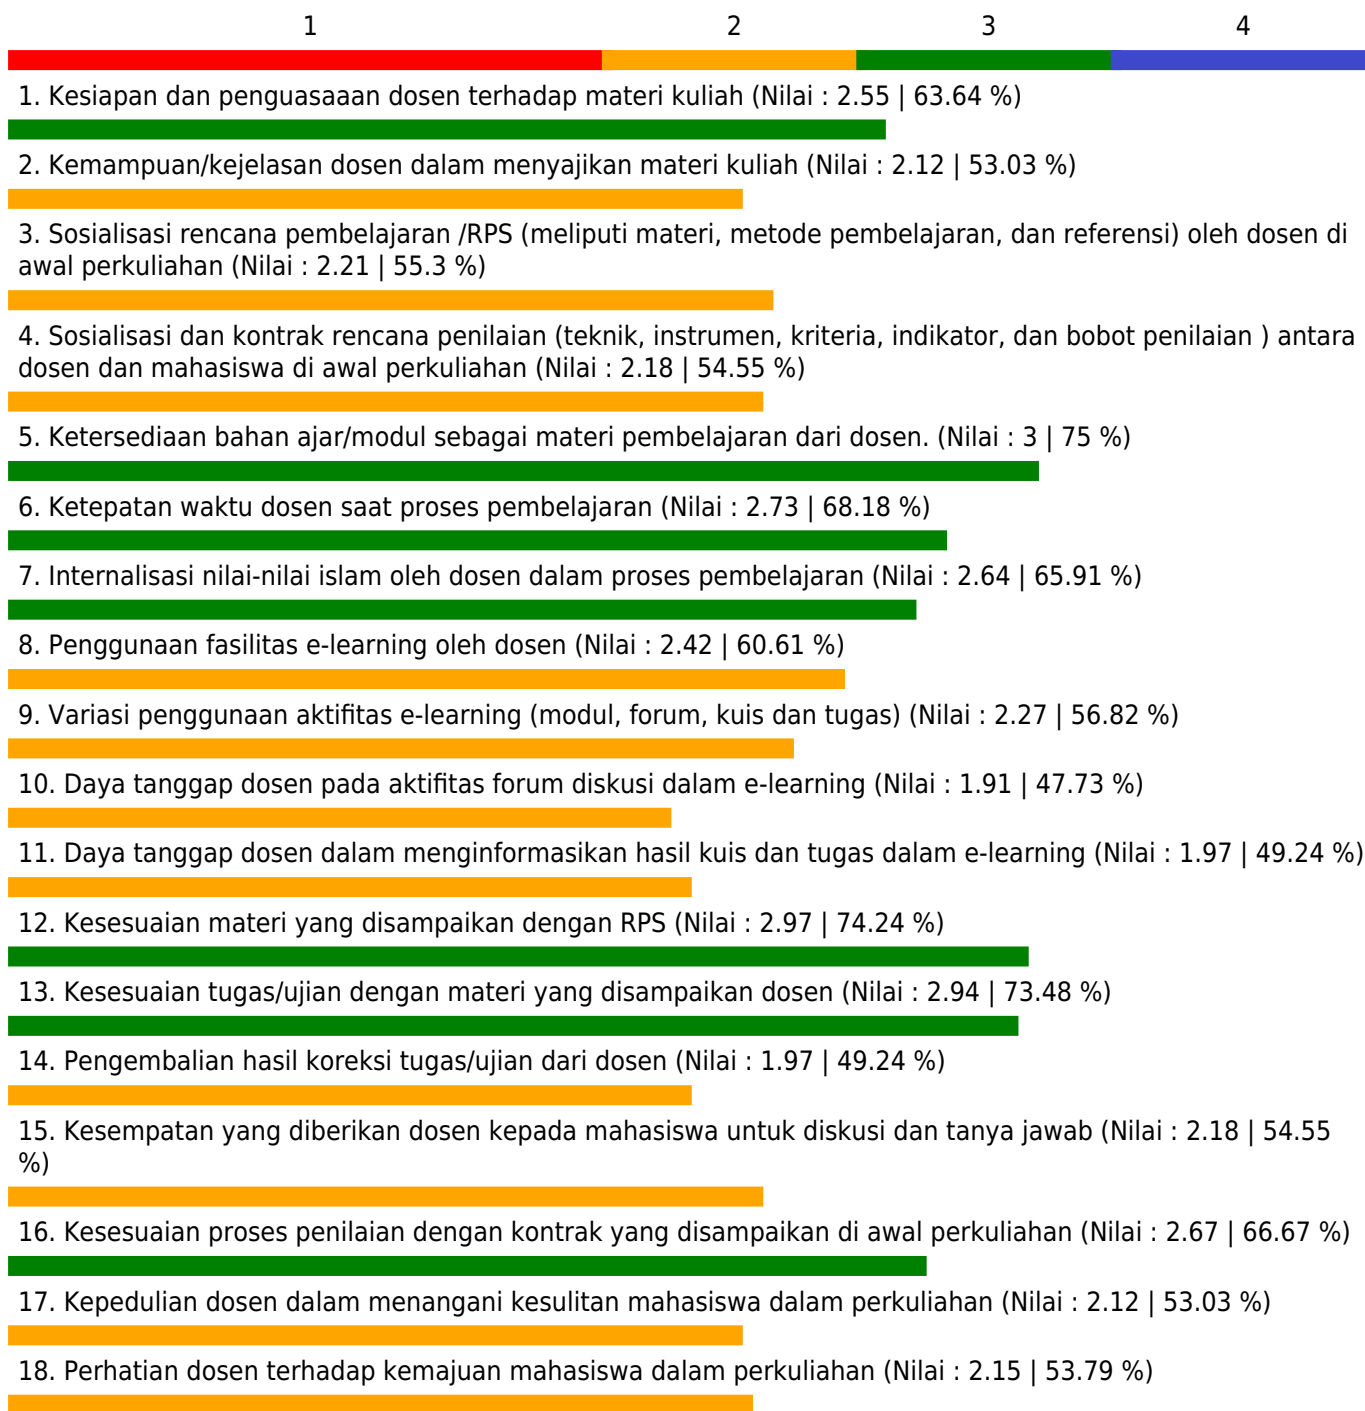 1 2 3 4
1. Kesiapan dan penguasaaan dosen terhadap materi kuliah (Nilai : 2.55 | 63.64 %)
2. Kemampuan/kejelasan dosen dalam menyajikan materi kuliah (Nilai : 2.12 | 53.03 %)
3. Sosialisasi rencana pembelajaran /RPS (meliputi materi, metode pembelajaran, dan referensi) oleh dosen di
awal perkuliahan (Nilai : 2.21 | 55.3 %)
4. Sosialisasi dan kontrak rencana penilaian (teknik, instrumen, kriteria, indikator, dan bobot penilaian ) antara
dosen dan mahasiswa di awal perkuliahan (Nilai : 2.18 | 54.55 %)
5. Ketersediaan bahan ajar/modul sebagai materi pembelajaran dari dosen. (Nilai : 3 | 75 %)
6. Ketepatan waktu dosen saat proses pembelajaran (Nilai : 2.73 | 68.18 %)
7. Internalisasi nilai-nilai islam oleh dosen dalam proses pembelajaran (Nilai : 2.64 | 65.91 %)
8. Penggunaan fasilitas e-learning oleh dosen (Nilai : 2.42 | 60.61 %)
9. Variasi penggunaan aktifitas e-learning (modul, forum, kuis dan tugas) (Nilai : 2.27 | 56.82 %)
10. Daya tanggap dosen pada aktifitas forum diskusi dalam e-learning (Nilai : 1.91 | 47.73 %)
11. Daya tanggap dosen dalam menginformasikan hasil kuis dan tugas dalam e-learning (Nilai : 1.97 | 49.24 %)
12. Kesesuaian materi yang disampaikan dengan RPS (Nilai : 2.97 | 74.24 %)
13. Kesesuaian tugas/ujian dengan materi yang disampaikan dosen (Nilai : 2.94 | 73.48 %)
14. Pengembalian hasil koreksi tugas/ujian dari dosen (Nilai : 1.97 | 49.24 %)
15. Kesempatan yang diberikan dosen kepada mahasiswa untuk diskusi dan tanya jawab (Nilai : 2.18 | 54.55
%)
16. Kesesuaian proses penilaian dengan kontrak yang disampaikan di awal perkuliahan (Nilai : 2.67 | 66.67 %)
17. Kepedulian dosen dalam menangani kesulitan mahasiswa dalam perkuliahan (Nilai : 2.12 | 53.03 %)
18. Perhatian dosen terhadap kemajuan mahasiswa dalam perkuliahan (Nilai : 2.15 | 53.79 %)